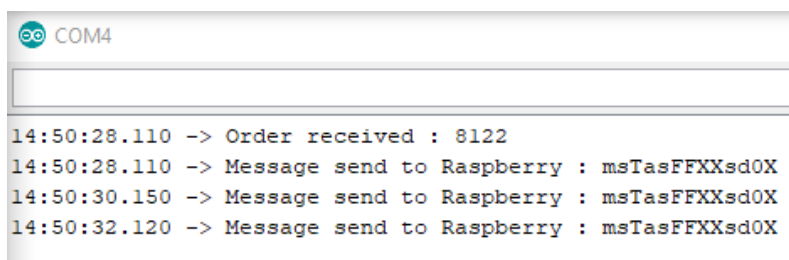 COM4
14:50:28.110 -> Order received : 8122
14:50:28.110 -> Message send to Raspberry : msTasFFXXsd0X
14:50:30.150 -> Message send to Raspberry : msTasFFXXsd0X
14:50:32.120 -> Message send to Raspberry : msTasFFXXsd0X